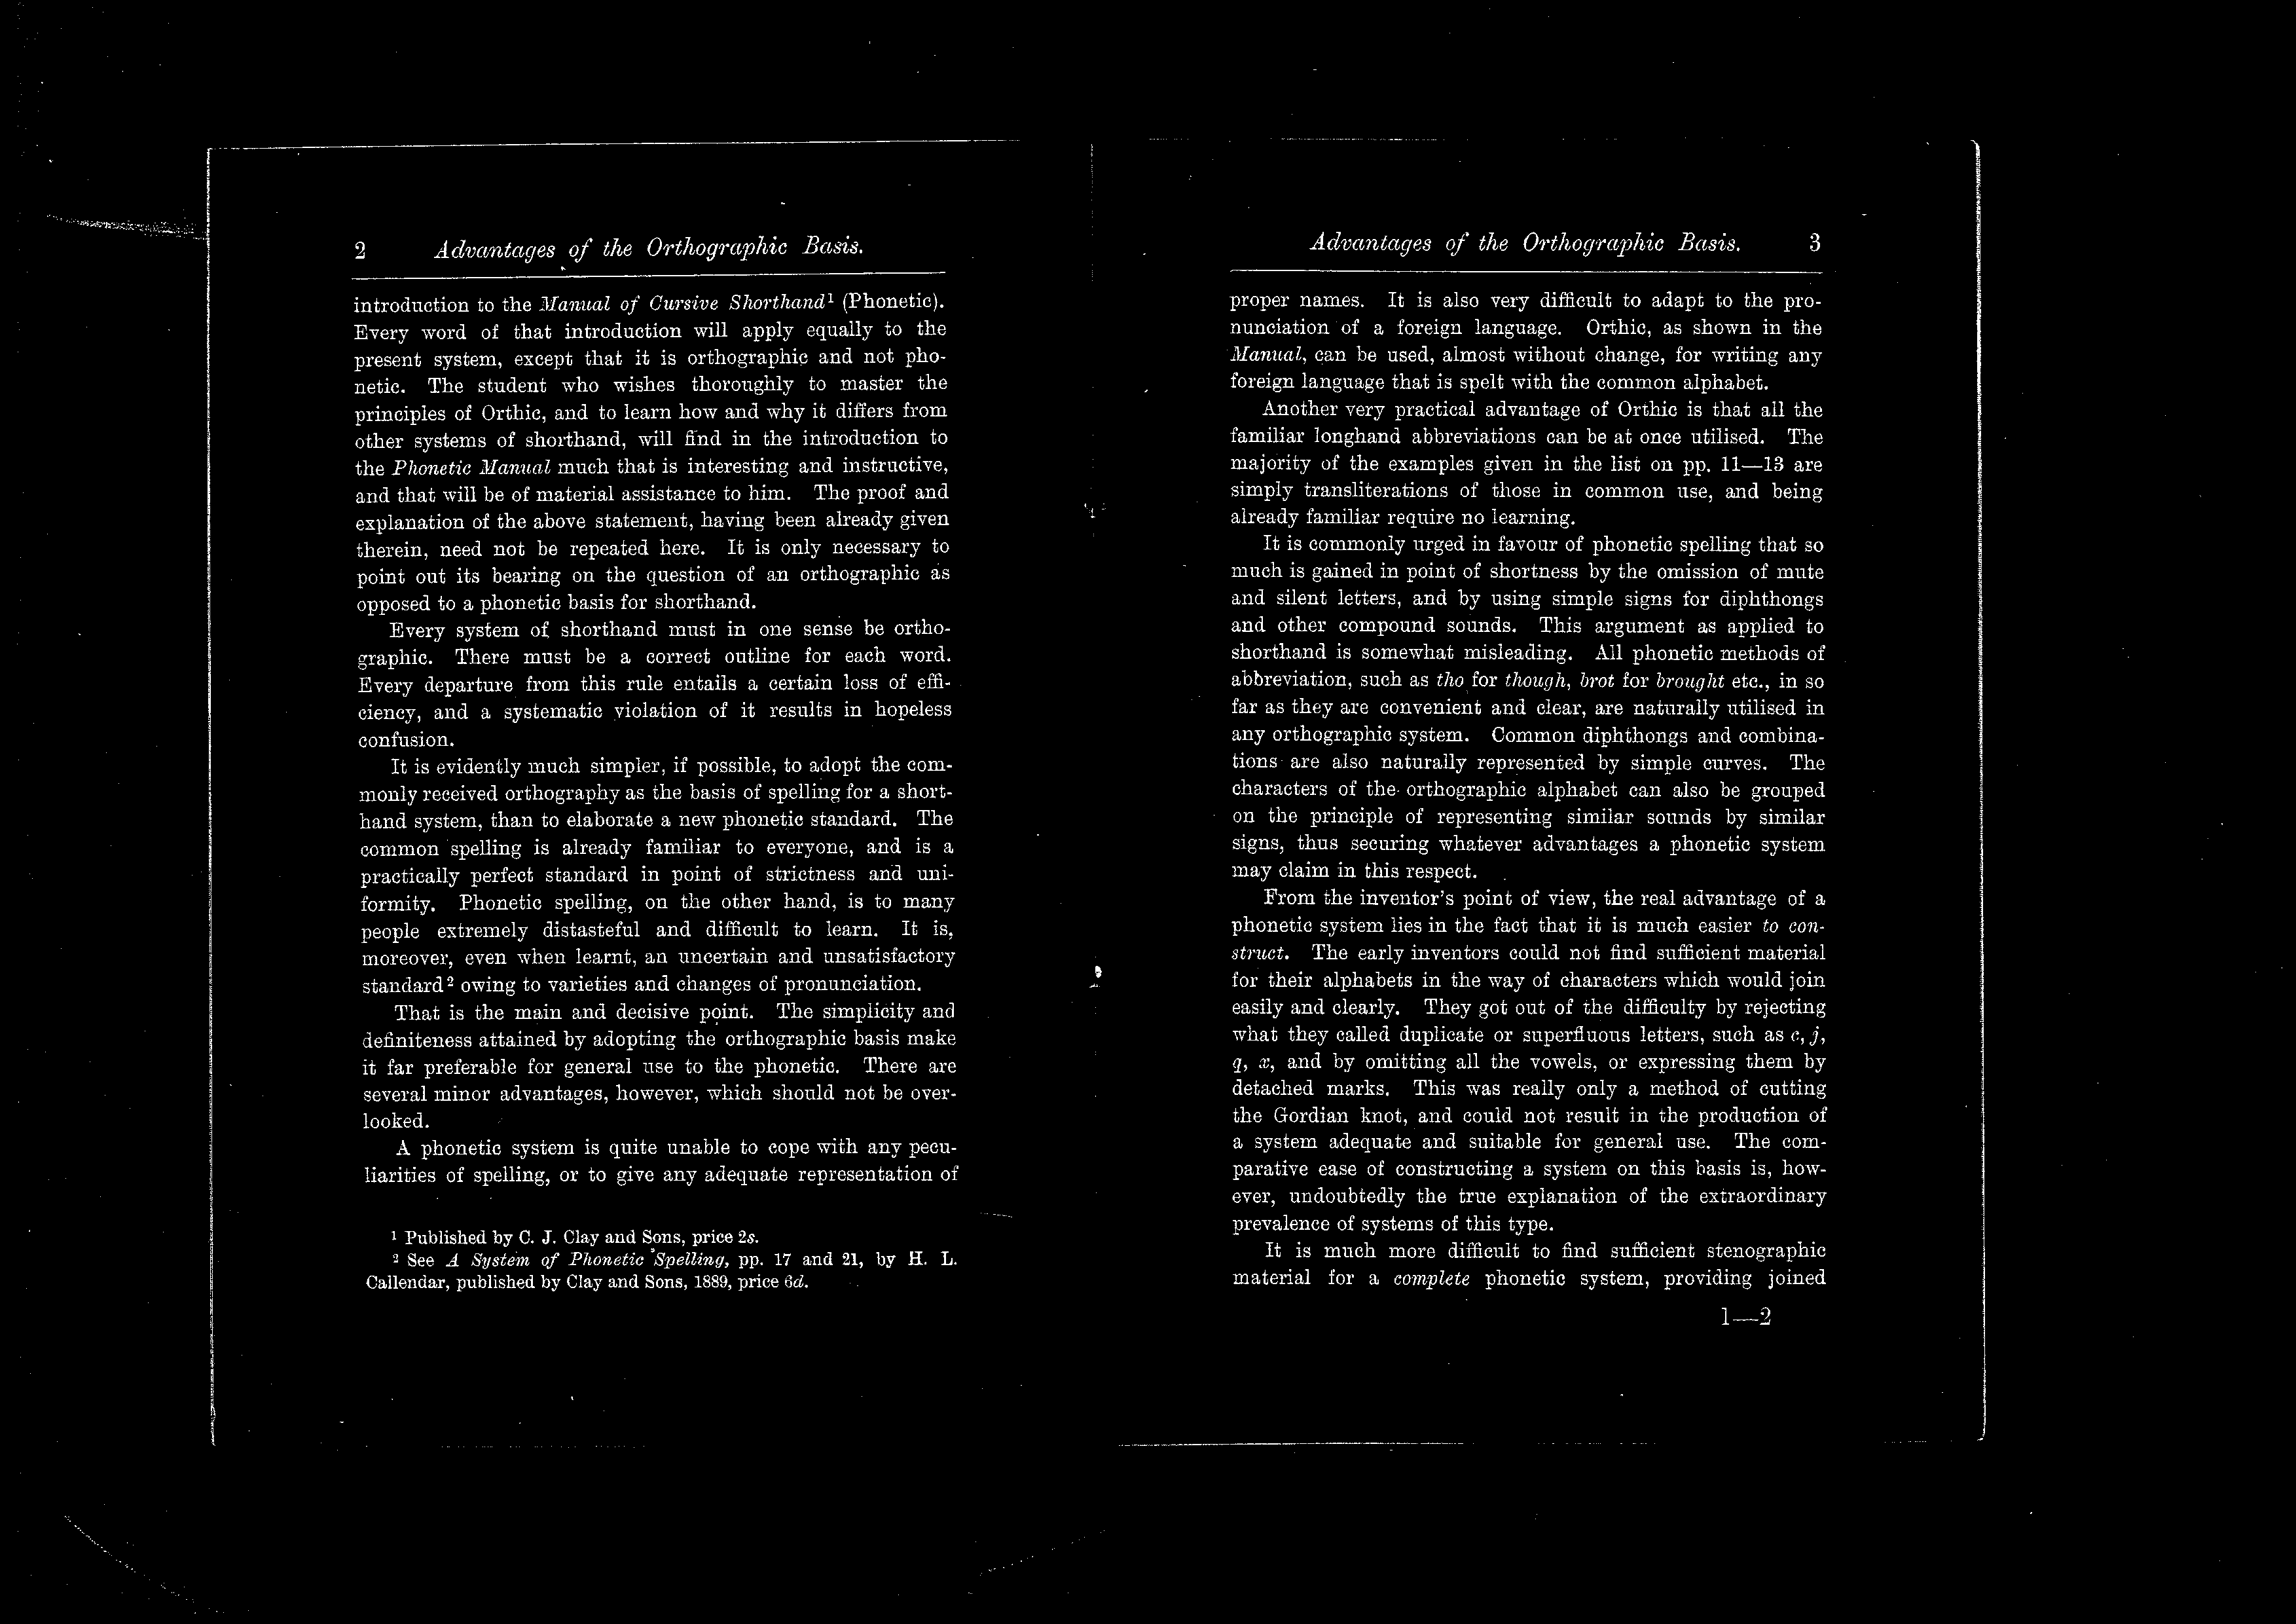 2 Advantages of the Orthographic Basis.
introduction to the Manual of Cursive Shorthand¹ (Phonetic).
Every word of that introduction will apply equally to the
present system, except that it is orthographic and not pho-
netic. The student who wishes thoroughly to master the
principles of Orthic, and to learn how and why it differs from
other systems of shorthand, will find in the introduction to
the Phonetic Manual much that is interesting and instructive,
and that will be of material assistance to him. The proof and
explanation of the above statement, having been already given
therein, need not be repeated here. It is only necessary to
point out its bearing on the question of an orthographic as
opposed to a phonetic basis for shorthand.
Every system of shorthand must in one sense be ortho-
graphic. There must be a correct outline for each word.
Every departure from this rule entails a certain loss of effi-
ciency, and a systematic violation of it results in hopeless
confusion.
It is evidently much simpler, if possible, to adopt the com-
monly received orthography as the basis of spelling for a short-
hand system, than to elaborate a new phonetic standard. The
common spelling is already familiar to everyone, and is a
practically perfect standard in point of strictness and uni-
formity. Phonetic spelling, on the other hand, is to many
people extremely distasteful and difficult to learn. It is,
moreover, even when learnt, an uncertain and unsatisfactory
standard² owing to varieties and changes of pronunciation.
That is the main and decisive point. The simplicity and
definiteness attained by adopting the orthographic basis make
it far preferable for general use to the phonetic. There are
several minor advantages, however, which should not be over-
looked.
A phonetic system is quite unable to cope with any pecu-
liarities of spelling, or to give any adequate representation of
¹ Published by C. J. Clay and Sons, price 2s.
² See A System of Phonetic Spelling, pp. 17 and 21, by H. L.
Callendar, published by Clay and Sons, 1889, price 6d.
Advantages of the Orthographic Basis. 3
proper names. It is also very difficult to adapt to the pro-
nunciation of a foreign language. Orthic, as shown in the
Manual, can be used, almost without change, for writing any
foreign language that is spelt with the common alphabet.
Another very practical advantage of Orthic is that all the
familiar longhand abbreviations can be at once utilised. The
majority of the examples given in the list on pp. 11—13 are
simply transliterations of those in common use, and being
already familiar require no learning.
It is commonly urged in favour of phonetic spelling that so
much is gained in point of shortness by the omission of mute
and silent letters, and by using simple signs for diphthongs
and other compound sounds. This argument as applied to
shorthand is somewhat misleading. All phonetic methods of
abbreviation, such as tho for though, brot for brought etc., in so
far as they are convenient and clear, are naturally utilised in
any orthographic system. Common diphthongs and combina-
tions are also naturally represented by simple curves. The
characters of the orthographic alphabet can also be grouped
on the principle of representing similar sounds by similar
signs, thus securing whatever advantages a phonetic system
may claim in this respect.
From the inventor's point of view, the real advantage of a
phonetic system lies in the fact that it is much easier to con-
struct. The early inventors could not find sufficient material
for their alphabets in the way of characters which would join
easily and clearly. They got out of the difficulty by rejecting
what they called duplicate or superfluous letters, such as c, j,
q, x, and by omitting all the vowels, or expressing them by
detached marks. This was really only a method of cutting
the Gordian knot, and could not result in the production of
a system adequate and suitable for general use. The com-
parative ease of constructing a system on this basis is, how-
ever, undoubtedly the true explanation of the extraordinary
prevalence of systems of this type.
It is much more difficult to find sufficient stenographic
material for a complete phonetic system, providing joined
1—2